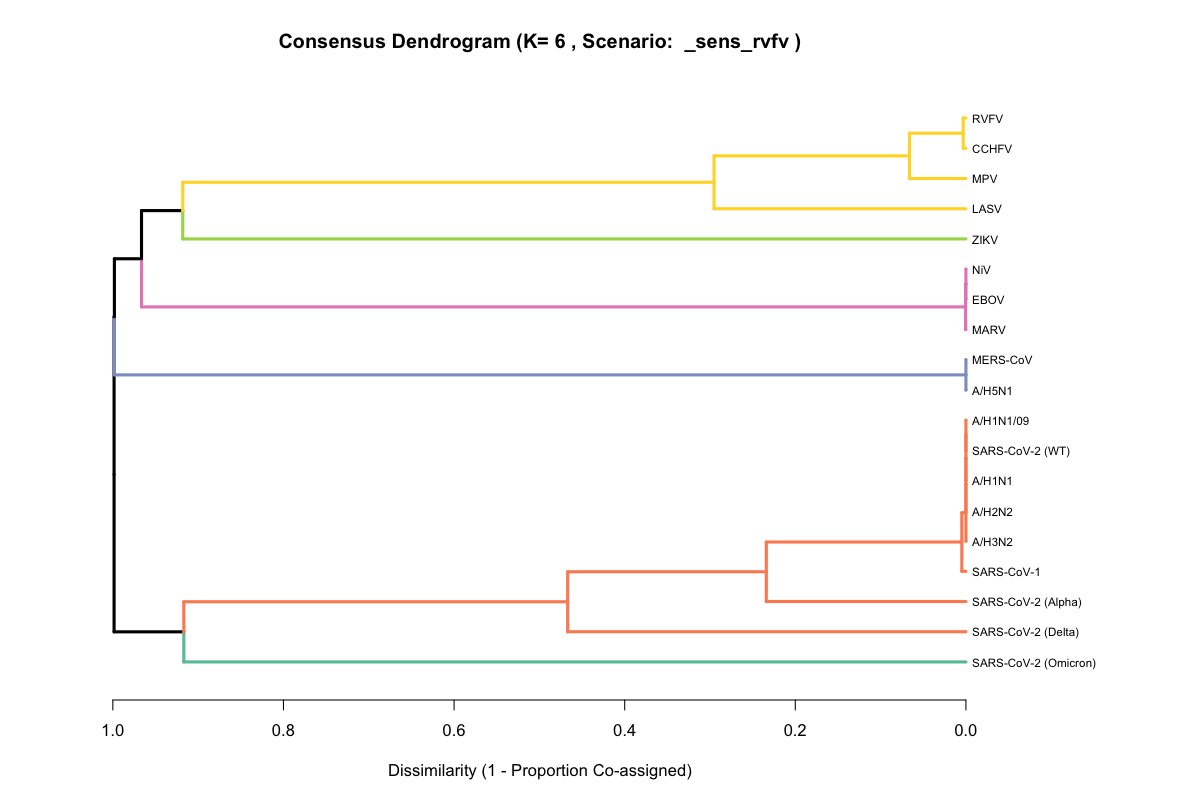 Consensus Dendrogram (K= 6 , Scenario:  _sens_rvfv )
RVFV
CCHFV
MPV
LASV
ZIKV
NiV
EBOV
MARV
MERS-CoV
A/H5N1
A/H1N1/09
SARS-CoV-2 (WT)
A/H1N1
A/H2N2
A/H3N2
SARS-CoV-1
SARS-CoV-2 (Alpha)
SARS-CoV-2 (Delta)
SARS-CoV-2 (Omicron)
1.0 0.8 0.6 0.4 0.2 0.0
Dissimilarity (1 - Proportion Co-assigned)